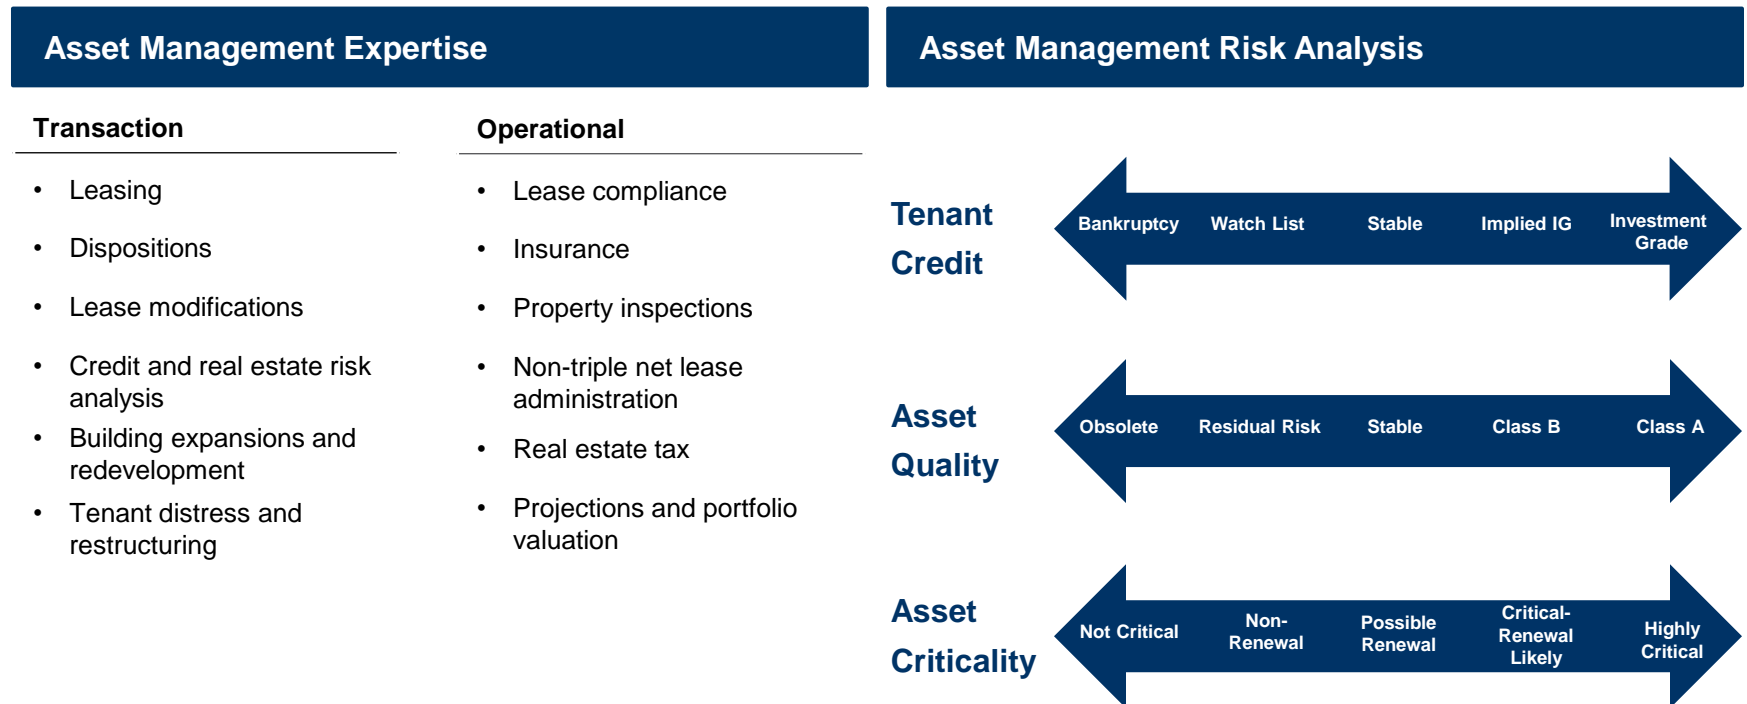 Asset Management Expertise
Transaction
• Leasing
• Dispositions
• Lease modifications
• Credit and real estate risk
analysis
• Building expansions and
redevelopment
• Tenant distress and
restructuring
Operational
• Lease compliance
• Insurance
• Property inspections
• Non-triple net lease
administration
• Real estate tax
• Projections and portfolio
valuation
Asset Management Risk Analysis
Tenant
Credit
Bankruptcy
Watch List
Stable
Implied IG
Investment
Grade
Asset
Quality
Obsolete
Residual Risk
Stable
Class B
Class A
Asset
Criticality
Not Critical
Non-
Renewal
Possible
Renewal
Critical-
Renewal
Likely
Highly
Critical